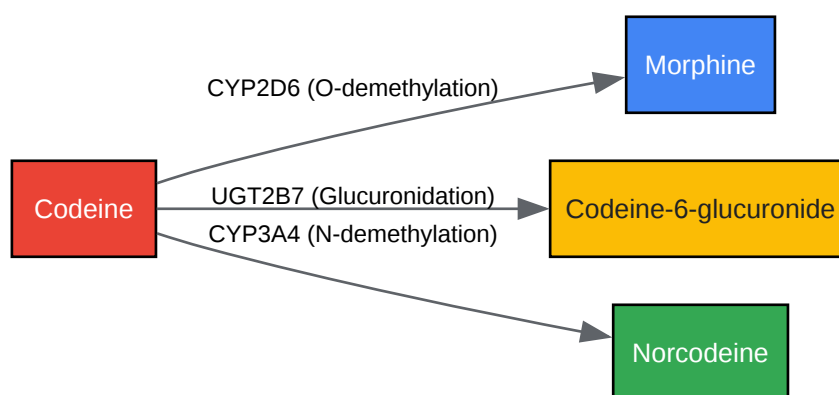 Morphine
CYP2D6 (O-demethylation)
Codeine
UGT2B7 (Glucuronidation)
Codeine-6-glucuronide
CYP3A4 (N-demethylation)
Norcodeine